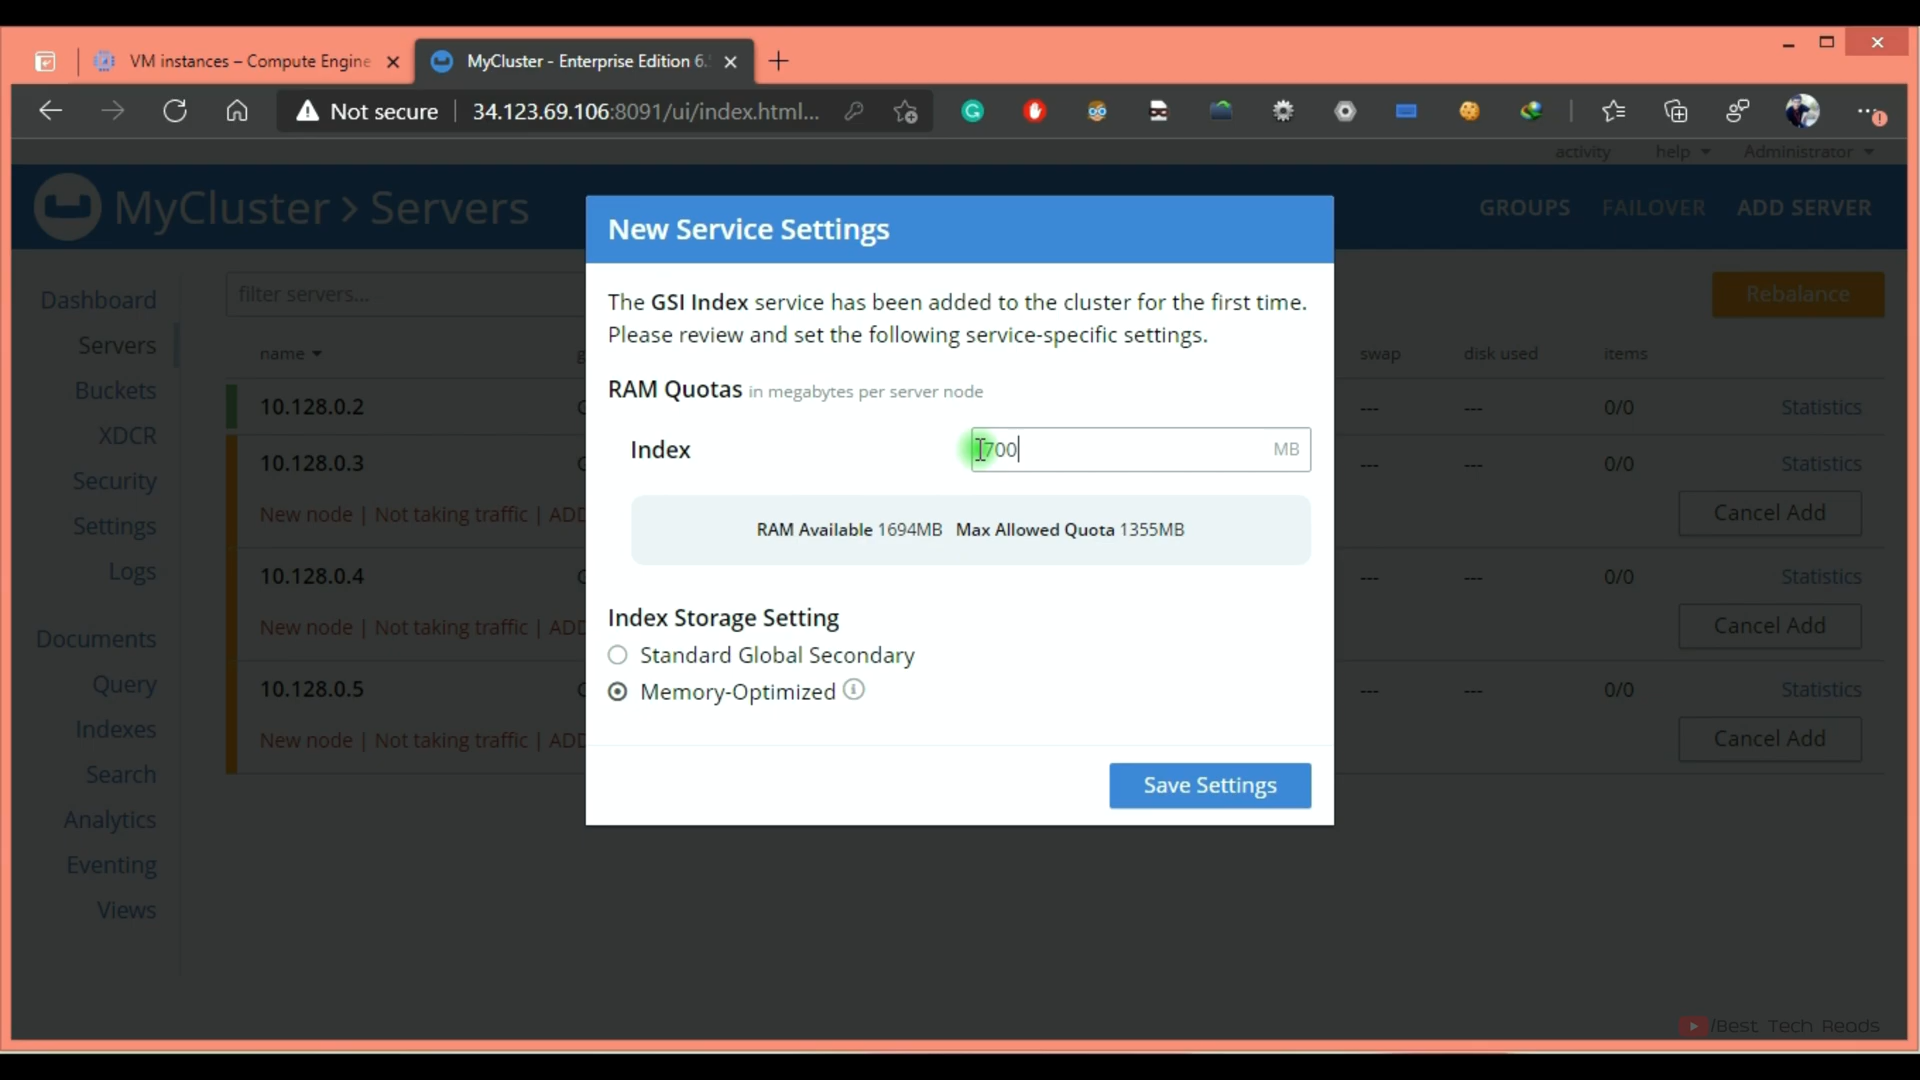 VM instances – Compute Engine
MyCluster - Enterprise Edition 6.
Not secure
34.123.69.106:8091/ui/index.html...
activity
help
Administrator
MyCluster > Servers
GROUPS
FAILOVER
ADD SERVER
New Service Settings
The GSI Index service has been added to the cluster for the first time.
Please review and set the following service-specific settings.
RAM Quotas in megabytes per server node
Index
700
MB
RAM Available 1694MB Max Allowed Quota 1355MB
Index Storage Setting
Standard Global Secondary
Memory-Optimized
Save Settings
Dashboard
Servers
Buckets
XDCR
Security
Settings
Logs
Documents
Query
Indexes
Search
Analytics
Eventing
Views
filter servers...
Rebalance
name
swap
disk used
items
10.128.0.2
---
---
0/0
Statistics
10.128.0.3
---
---
0/0
Statistics
New node | Not taking traffic | ADD
Cancel Add
10.128.0.4
---
---
0/0
Statistics
New node | Not taking traffic | ADD
Cancel Add
10.128.0.5
---
---
0/0
Statistics
New node | Not taking traffic | ADD
Cancel Add
/Best Tech Reads